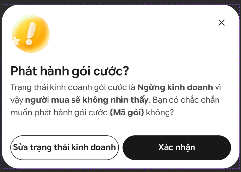 Phát hành gói cước?
Trạng thái kinh doanh gói cước là Ngừng kinh doanh vì
vậy người mua sẽ không nhìn thấy. Bạn có chắc chắn
muốn phát hành gói cước {Mã gói} không?
Sửa trạng thái kinh doanh
Xác nhận